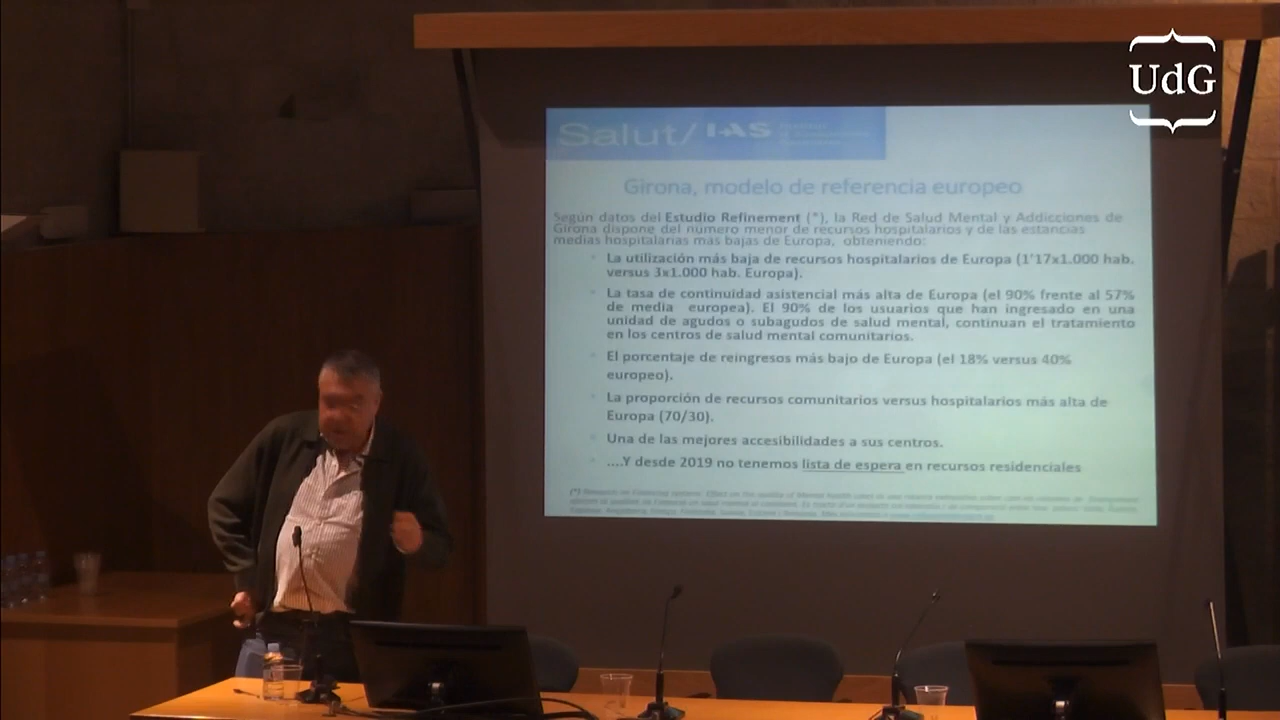 UdG
Salut/ IAS Institut
Girona, modelo de referencia europeo
Según datos del Estudio Refinement (*), la Red de Salud Mental y Addicciones de
Girona dispone del número menor de recursos hospitalarios y de las estancias
medias hospitalarias más bajas de Europa, obteniendo:
La utilización más baja de recursos hospitalarios de Europa (1'17x1.000 hab.
versus 3x1.000 hab. Europa).
La tasa de continuidad asistencial más alta de Europa (el 90% frente al 57%
de media europea). El 90% de los usuarios que han ingresado en una
unidad de agudos o subagudos de salud mental, continuan el tratamiento
en los centros de salud mental comunitarios.
El porcentaje de reingresos más bajo de Europa (el 18% versus 40%
europeo).
La proporción de recursos comunitarios versus hospitalarios más alta de
Europa (70/30).
Una de las mejores accesibilidades a sus centros.
....Y desde 2019 no tenemos lista de espera en recursos residenciales